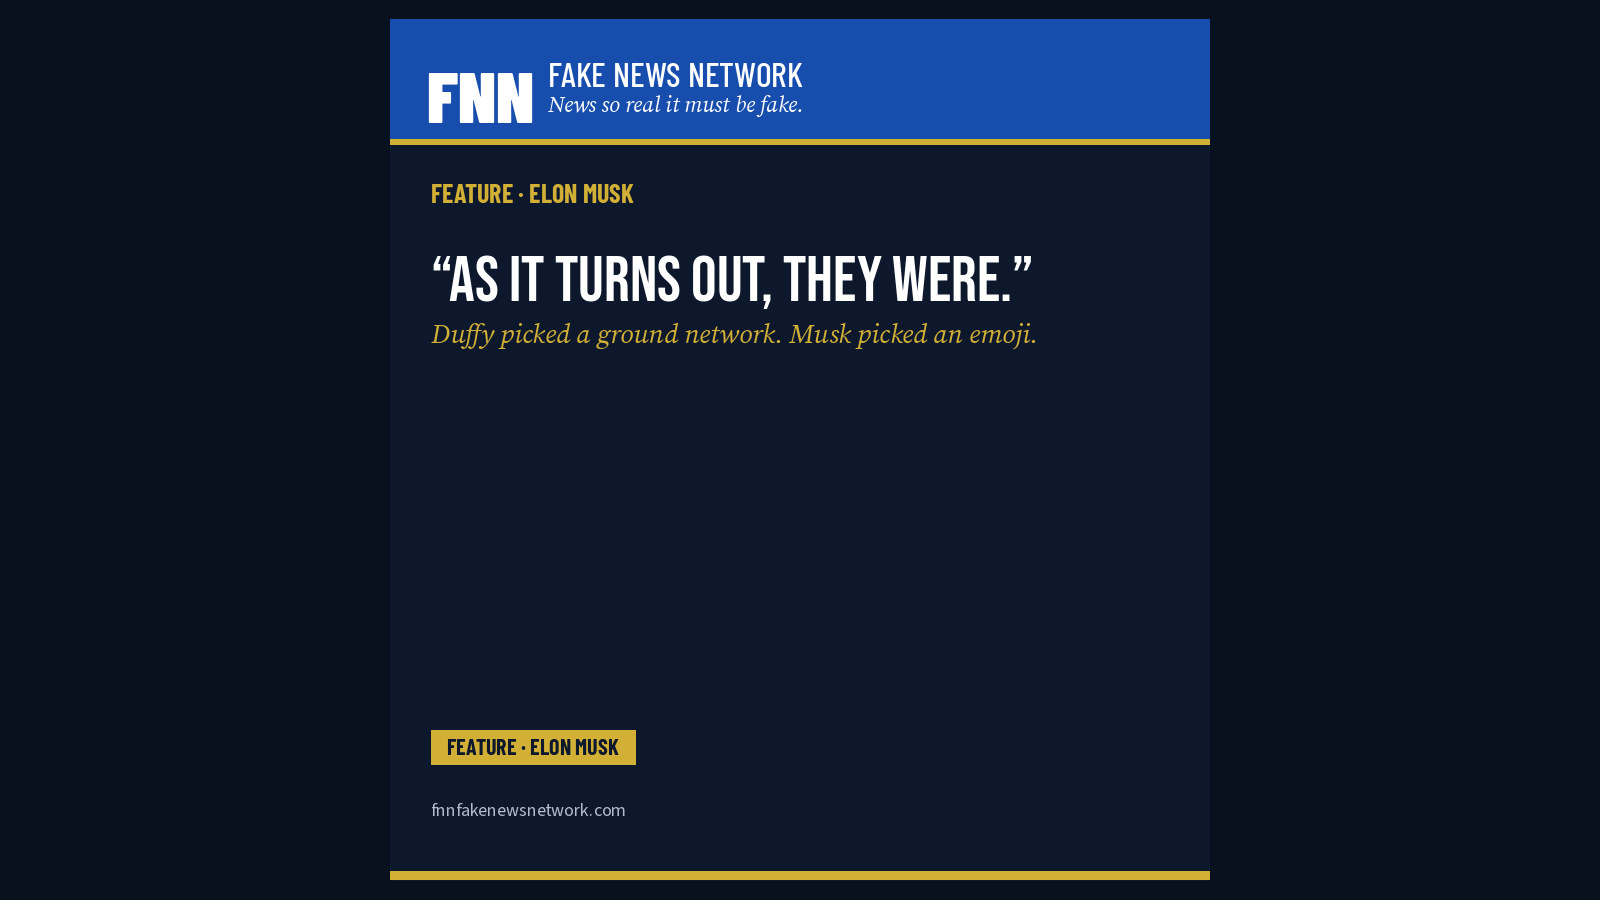 FNN
FAKE NEWS NETWORK
News so real it must be fake.
FEATURE · ELON MUSK
“AS IT TURNS OUT, THEY WERE.”
Duffy picked a ground network. Musk picked an emoji.
FEATURE · ELON MUSK
fnnfakenewsnetwork.com